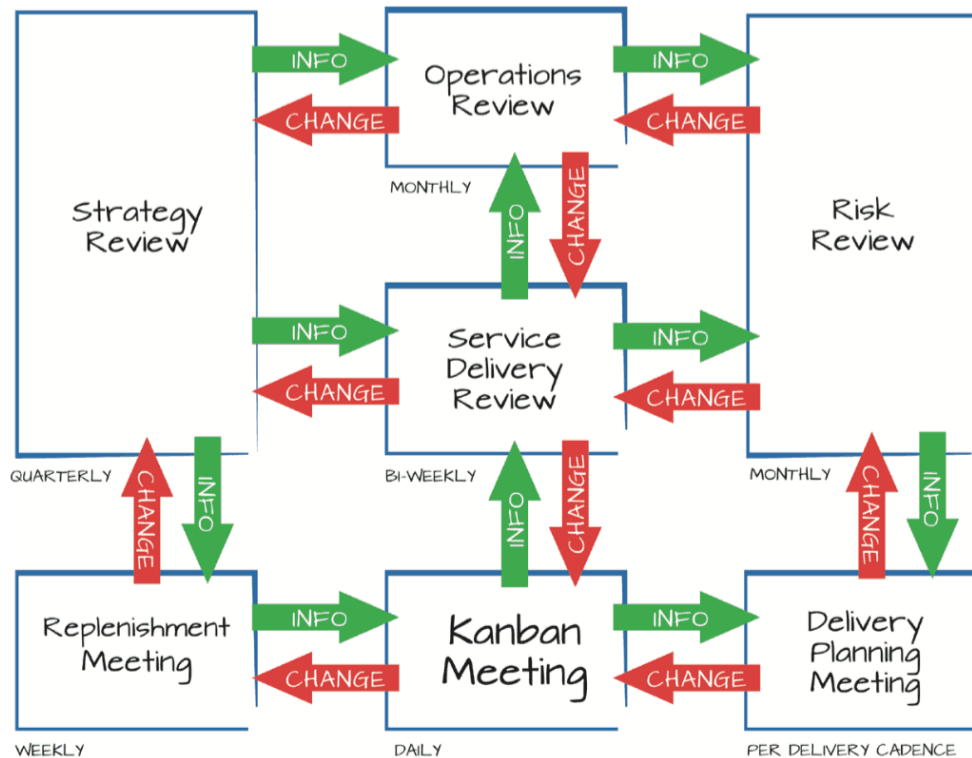 INFO
Operations
Review
INFO
CHANGE
CHANGE
MONTHLY
Strategy
Review
INFO
CHANGE
Risk
Review
INFO
Service
Delivery
Review
INFO
CHANGE
CHANGE
QUARTERLY
CHANGE
INFO
BI-WEEKLY
INFO
CHANGE
MONTHLY
CHANGE
INFO
Replenishment
Meeting
INFO
Kanban
Meeting
INFO
Delivery
Planning
Meeting
CHANGE
CHANGE
WEEKLY
DAILY
PER DELIVERY CADENCE